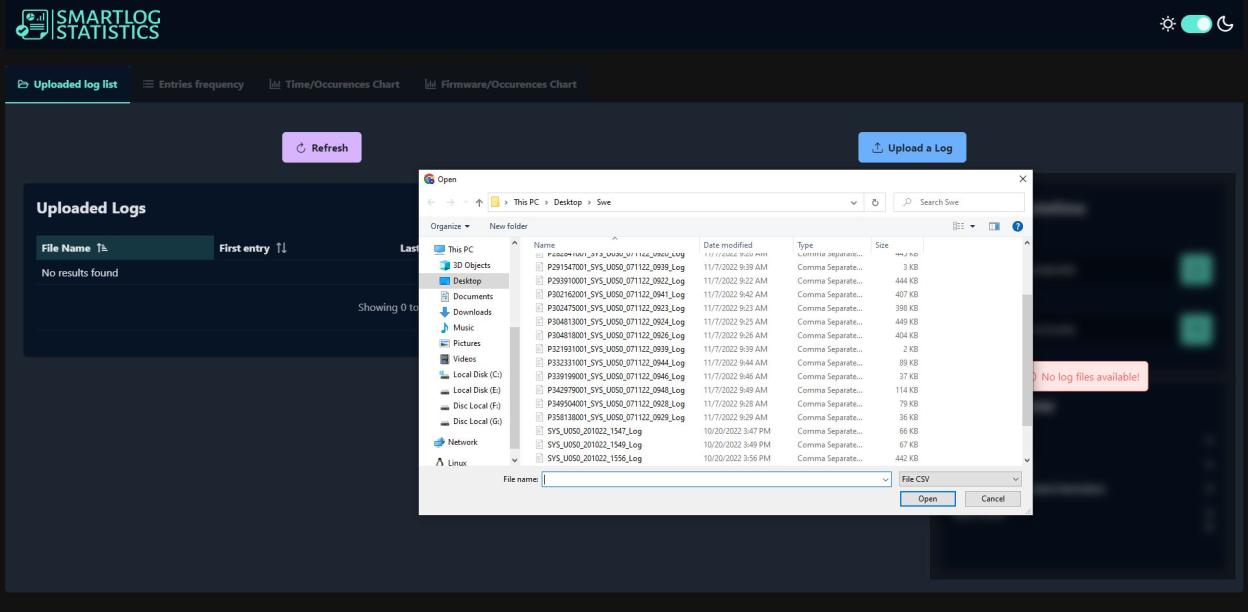 SMARTLOG
STATISTICS
Uploaded log list Entries frequency Time/Occurences Chart Firmware/Occurences Chart
Refresh
Upload a Log
Uploaded Logs
File Name First entry Last
No results found
Showing 0 to
Open
This PC › Desktop › Swe
Search Swe
Organize New folder
This PC
3D Objects
Desktop
Documents
Downloads
Music
Pictures
Videos
Local Disk (C:)
Local Disk (E:)
Disc Local (F:)
Disc Local (G:)
Network
Linux
Name Date modified Type Size
P282841001_SYS_U0S0_071122_0920_Log 11/7/2022 9:20 AM Comma Separate... 445 KB
P291547001_SYS_U0S0_071122_0939_Log 11/7/2022 9:39 AM Comma Separate... 3 KB
P293910001_SYS_U0S0_071122_0922_Log 11/7/2022 9:22 AM Comma Separate... 444 KB
P302162001_SYS_U0S0_071122_0941_Log 11/7/2022 9:42 AM Comma Separate... 407 KB
P302475001_SYS_U0S0_071122_0923_Log 11/7/2022 9:23 AM Comma Separate... 398 KB
P304813001_SYS_U0S0_071122_0924_Log 11/7/2022 9:25 AM Comma Separate... 449 KB
P304818001_SYS_U0S0_071122_0926_Log 11/7/2022 9:26 AM Comma Separate... 404 KB
P321931001_SYS_U0S0_071122_0939_Log 11/7/2022 9:39 AM Comma Separate... 2 KB
P332331001_SYS_U0S0_071122_0944_Log 11/7/2022 9:44 AM Comma Separate... 89 KB
P339199001_SYS_U0S0_071122_0946_Log 11/7/2022 9:46 AM Comma Separate... 37 KB
P342979001_SYS_U0S0_071122_0948_Log 11/7/2022 9:49 AM Comma Separate... 114 KB
P349504001_SYS_U0S0_071122_0928_Log 11/7/2022 9:28 AM Comma Separate... 79 KB
P358138001_SYS_U0S0_071122_0929_Log 11/7/2022 9:29 AM Comma Separate... 36 KB
SYS_U0S0_201022_1547_Log 10/20/2022 3:47 PM Comma Separate... 66 KB
SYS_U0S0_201022_1549_Log 10/20/2022 3:49 PM Comma Separate... 67 KB
SYS_U0S0_201022_1556_Log 10/20/2022 3:56 PM Comma Separate... 442 KB
File name: File CSV
Open Cancel
No log files available!